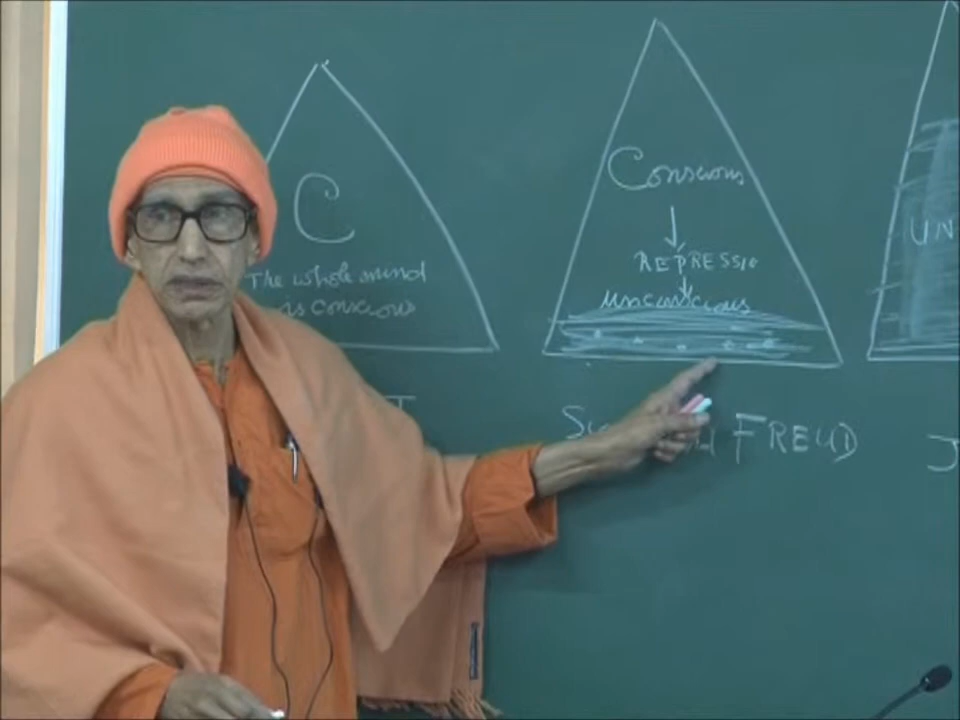 C
The whole mind
is conscious
T
Conscious
REPRESSIO
unconscious
FREUD
UN
J